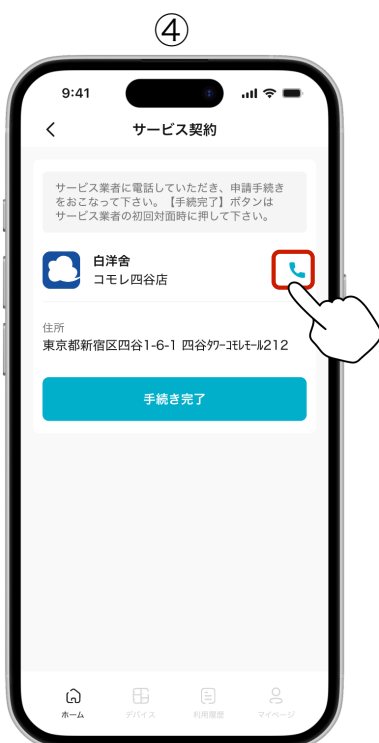 ④
9:41
サービス契約
サービス業者に電話していただき、申請手続き
をおこなって下さい。【手続完了】ボタンは
サービス業者の初回対面時に押して下さい。
白洋舍
コモレ四谷店
住所
東京都新宿区四谷1-6-1 四谷ﾀﾜｰｺﾓﾚﾓｰﾙ212
手続き完了
ホーム
デバイス
利用履歴
マイページ